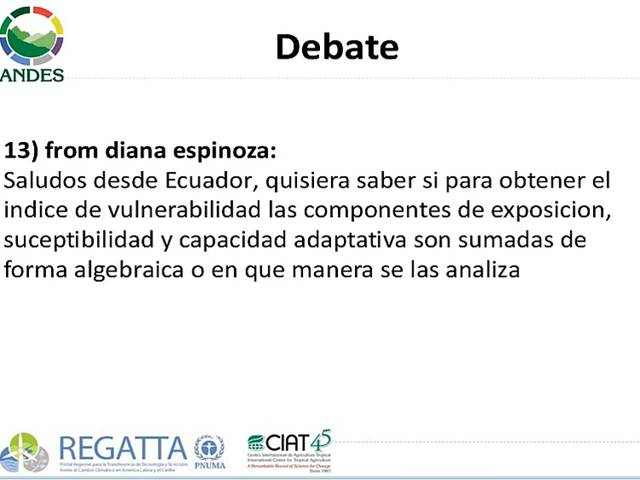 Debate
ANDES
13) from diana espinoza:
Saludos desde Ecuador, quisiera saber si para obtener el
indice de vulnerabilidad las componentes de exposicion,
suceptibilidad y capacidad adaptativa son sumadas de
forma algebraica o en que manera se las analiza
REGATTA
Portal Regional para la Transferencia de Tecnología y la Acción
frente al Cambio Climático en América Latina y el Caribe
PNUMA
CIAT 45
Centro Internacional de Agricultura Tropical
International Center for Tropical Agriculture
A Remarkable Record of Science for Change
Since 1967